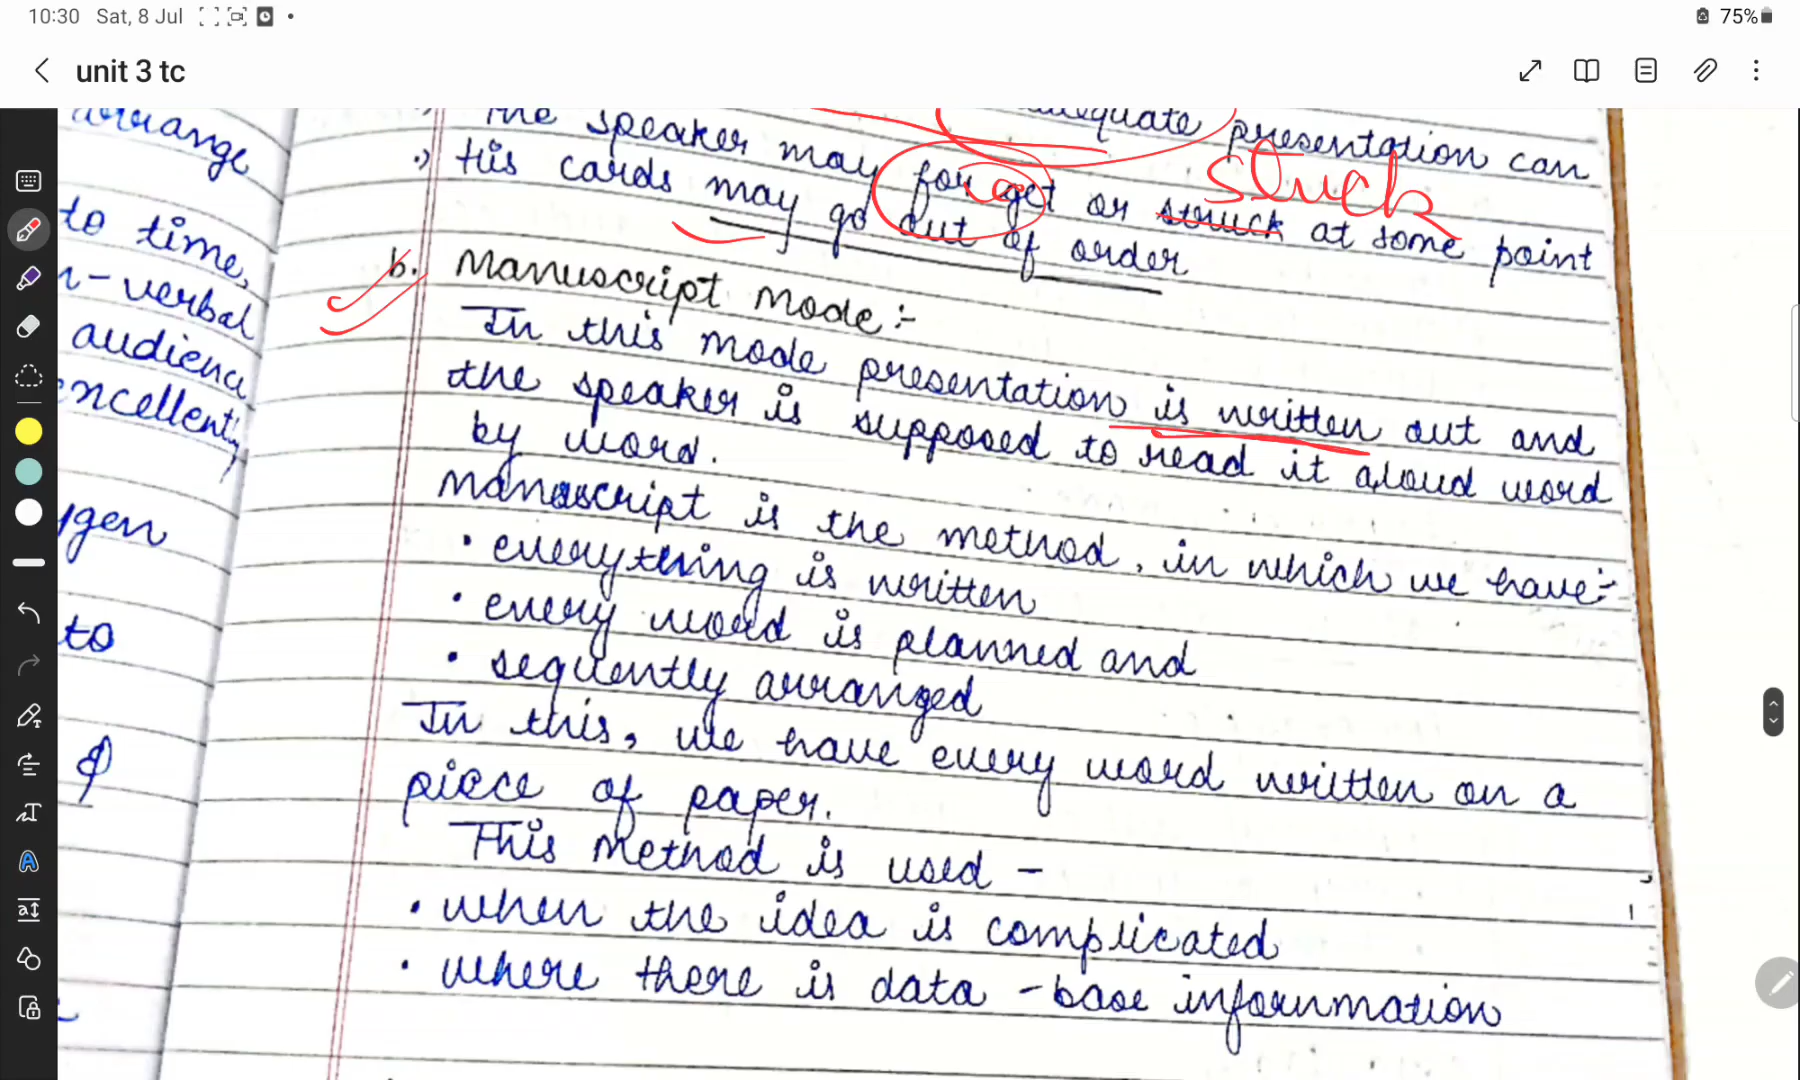 10:30 Sat, 8 Jul
75%
unit 3 tc
arrange
to time,
n-verbal
audience
excellently
ygen
to
&
adequate presentation can
The speaker may forget or struck at some point
stuck
His cards may go out of order
b. Manuscript Mode:-
In this mode presentation is written out and
the speaker is supposed to read it aloud word
by word.
Manuscript is the method, in which we have:-
• everything is written
• every word is planned and
• sequently arranged
In this, we have every word written on a
piece of paper.
This method is used -
• when the idea is complicated
• where there is data-base information